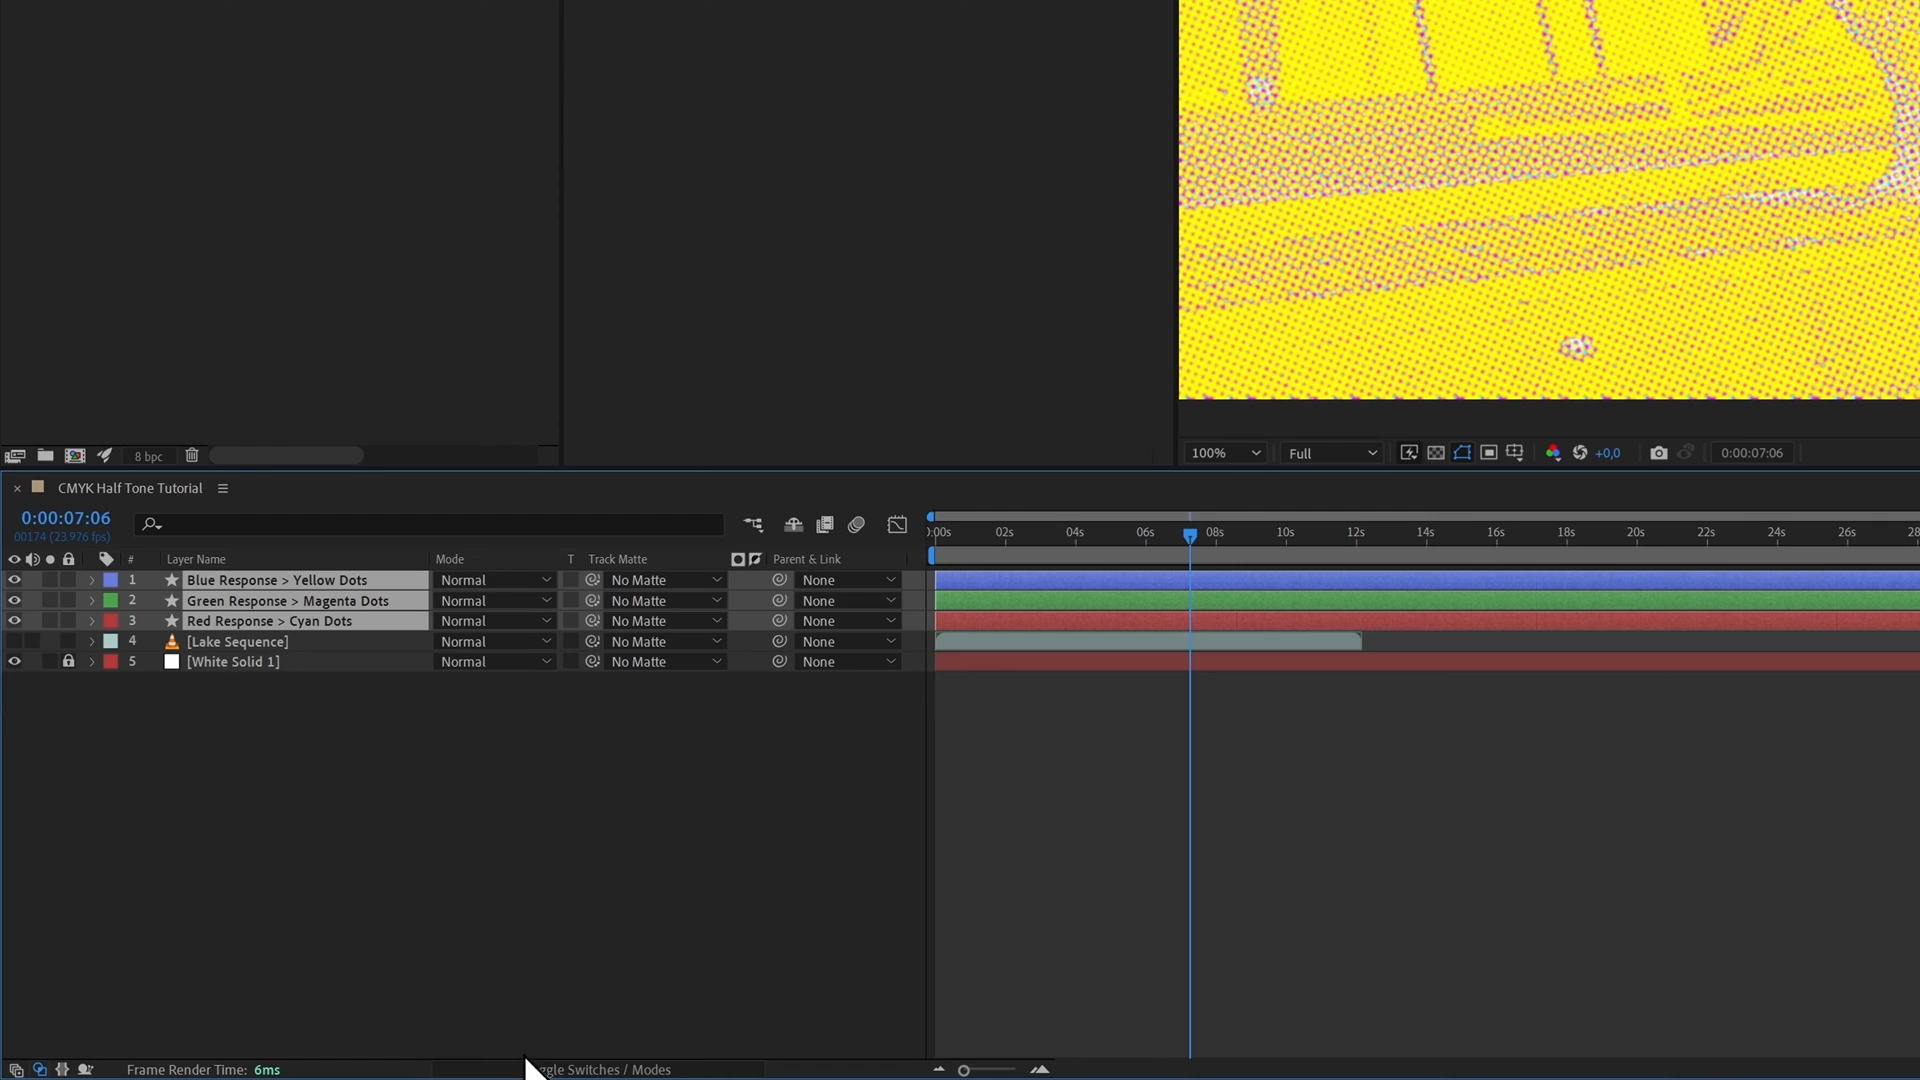 8 bpc
100%
Full
+0,0
0:00:07:06
CMYK Half Tone Tutorial
0:00:07:06
00174 (23.976 fps)
:00s 02s 04s 06s 08s 10s 12s 14s 16s 18s 20s 22s 24s 26s 28
# Layer Name Mode T Track Matte Parent & Link
1 Blue Response > Yellow Dots Normal No Matte None
2 Green Response > Magenta Dots Normal No Matte None
3 Red Response > Cyan Dots Normal No Matte None
4 [Lake Sequence] Normal No Matte None
5 [White Solid 1] Normal No Matte None
Frame Render Time: 6ms
ggle Switches / Modes